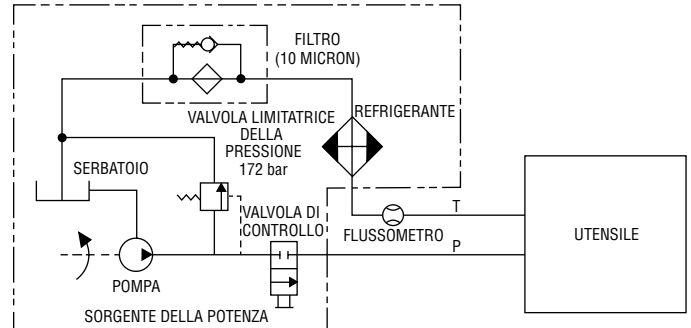 FILTRO
(10 MICRON)
VALVOLA LIMITATRICE
DELLA
PRESSIONE
172 bar
REFRIGERANTE
SERBATOIO
VALVOLA DI
CONTROLLO
FLUSSOMETRO
T
P
UTENSILE
POMPA
SORGENTE DELLA POTENZA